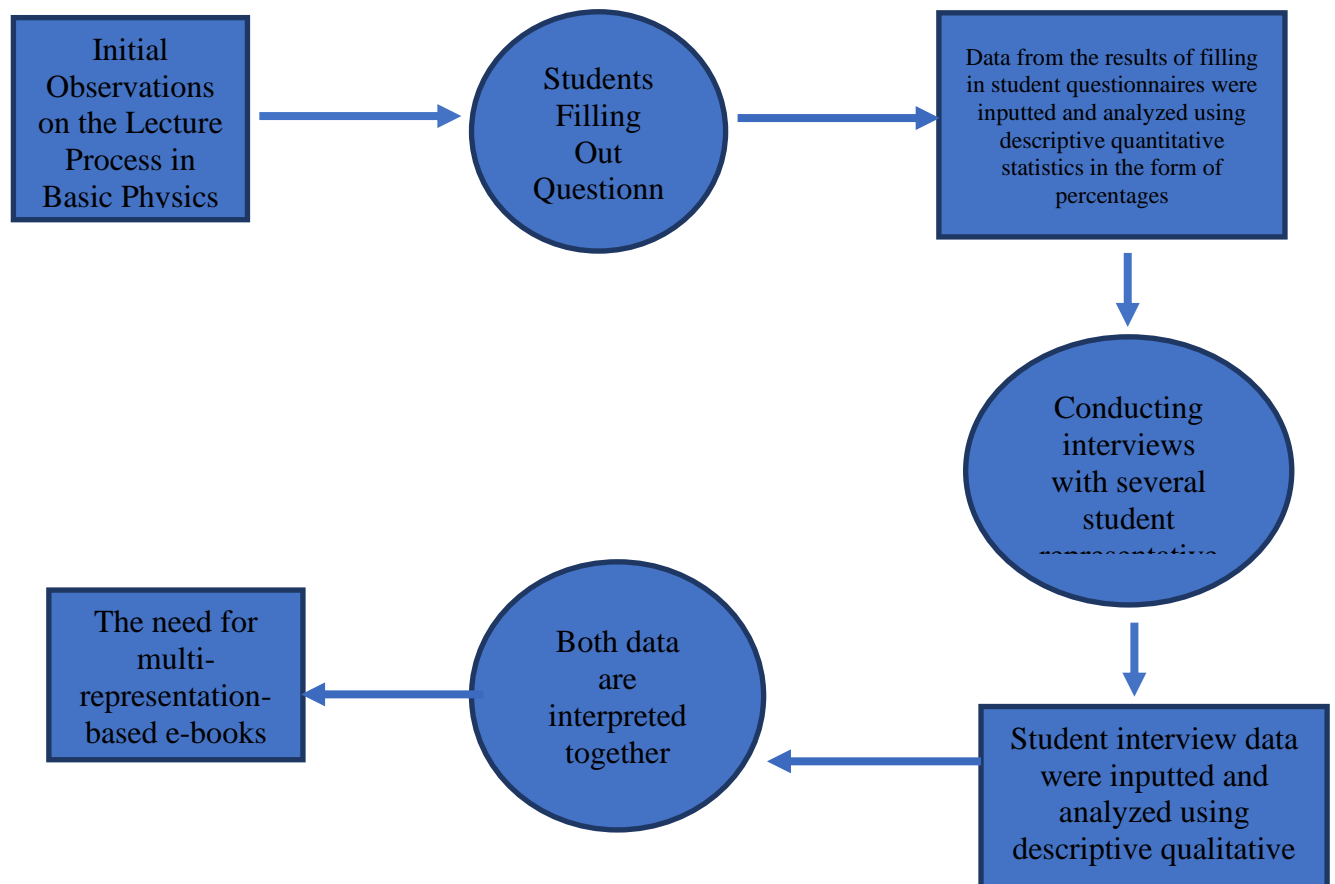 Initial
Observations
on the Lecture
Process in
Basic Physics
Students
Filling
Out
Questionn
Data from the results of filling
in student questionnaires were
inputted and analyzed using
descriptive quantitative
statistics in the form of
percentages
Conducting
interviews
with several
student
representative
Student interview data
were inputted and
analyzed using
descriptive qualitative
Both data
are
interpreted
together
The need for
multi-
representation-
based e-books